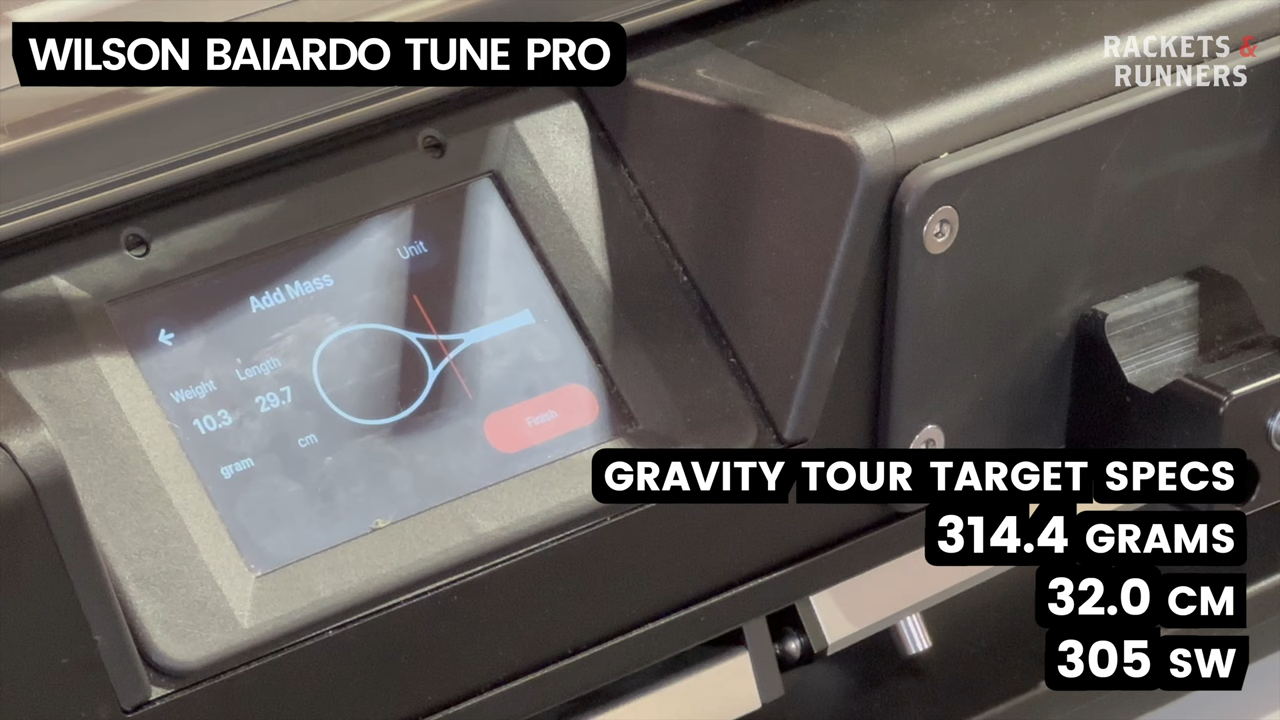 WILSON BAIARDO TUNE PRO
RACKETS &
RUNNERS
Unit
Add Mass
Weight Length
10.3 29.7
gram cm
Finish
GRAVITY TOUR TARGET SPECS
314.4 GRAMS
32.0 CM
305 SW